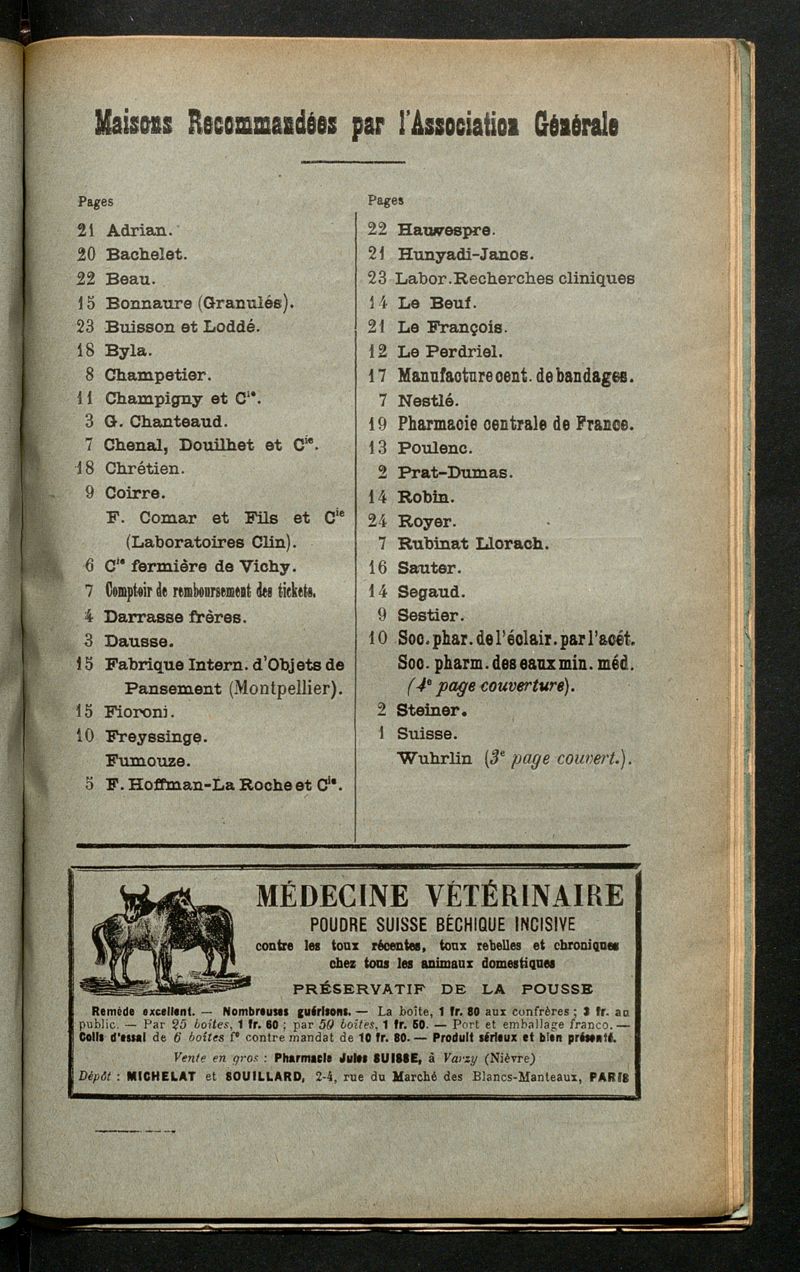 Maisons Recommandées par l'Association Générale
Pages
21 Adrian.
20 Bachelet.
22 Beau.
15 Bonnaure (Granulés).
23 Buisson et Loddé.
18 Byla.
8 Champetier.
11 Champigny et Cie.
3 G. Chanteaud.
7 Chenal, Douilhet et Cie.
18 Chrétien.
9 Coirre.
F. Comar et Fils et Cie
(Laboratoires Clin).
6 Cie fermière de Vichy.
7 Comptoir de remboursement des tickets.
4 Darrasse frères.
3 Dausse.
15 Fabrique Intern. d'Objets de
Pansement (Montpellier).
15 Fioroni.
10 Freyssinge.
Fumouze.
5 F. Hoffman-La Roche et Cie.
Pages
22 Hauwespre.
21 Hunyadi-Janos.
23 Labor. Recherches cliniques
14 Le Beuf.
21 Le François.
12 Le Perdriel.
17 Manufacture cent. de bandages.
7 Nestlé.
19 Pharmacie centrale de France.
13 Poulenc.
2 Prat-Dumas.
14 Robin.
24 Royer.
7 Rubinat Llorach.
16 Sauter.
14 Segaud.
9 Sestier.
10 Soc. phar. de l'éclair. par l'acét.
Soc. pharm. des eaux min. méd.
(4e page couverture).
2 Steiner.
1 Suisse.
Wuhrlin (3e page couvert.).
MÉDECINE VÉTÉRINAIRE
POUDRE SUISSE BÉCHIQUE INCISIVE
contre les toux récentes, toux rebelles et chroniques
chez tous les animaux domestiques
PRÉSERVATIF DE LA POUSSE
Remède excellent. — Nombreuses guérisons. — La boîte, 1 fr. 80 aux confrères ; 3 fr. au
public. — Par 25 boîtes, 1 fr. 60 ; par 50 boîtes, 1 fr. 50. — Port et emballage franco. —
Colis d'essai de 6 boîtes fo contre mandat de 10 fr. 80. — Produit sérieux et bien présenté.
Vente en gros : Pharmacie Jules SUISSE, à Varzy (Nièvre)
Dépôt : MICHELAT et SOUILLARD, 2-4, rue du Marché des Blancs-Manteaux, PARIS